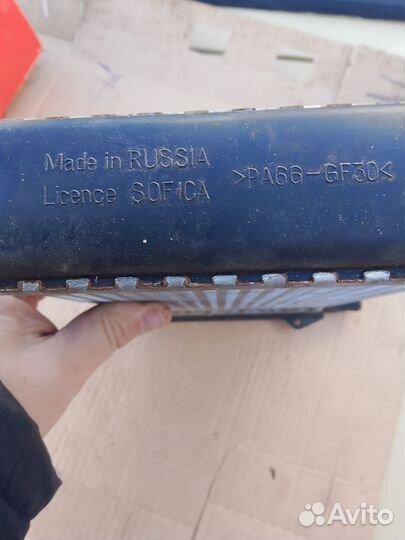 Made in RUSSIA
Licence SOFICA
>PA66-GF30<
Avito